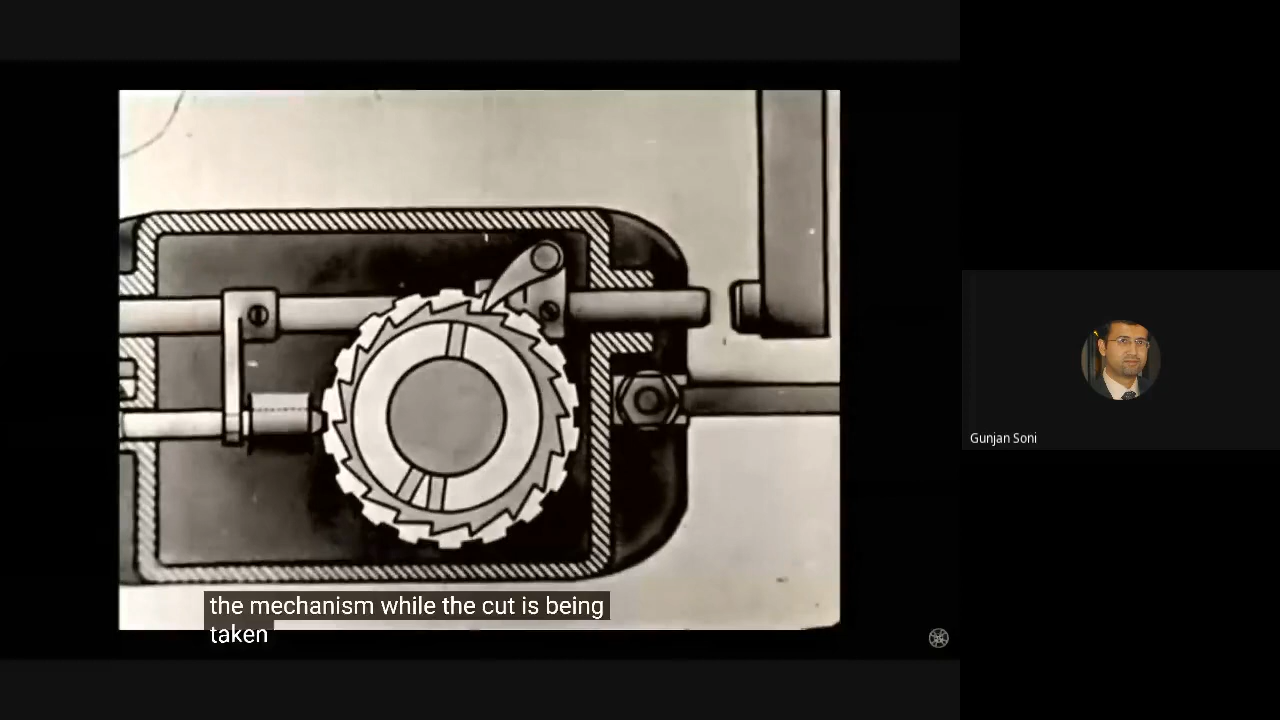 the mechanism while the cut is being
taken
Gunjan Soni